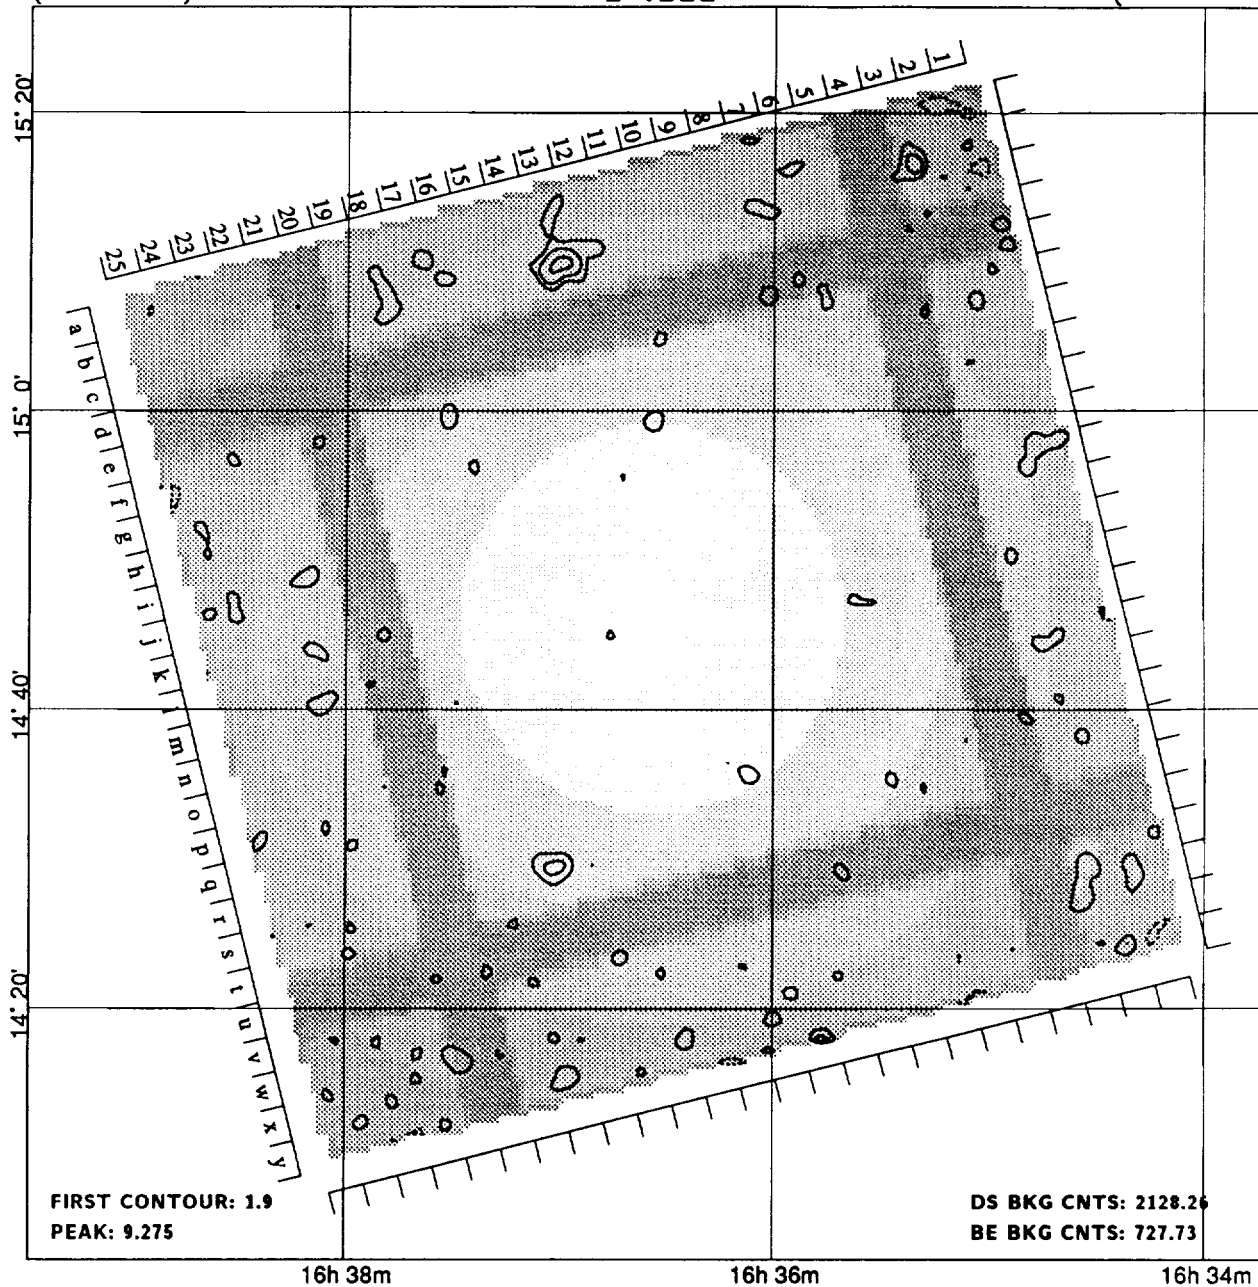 1
2
3
4
5
6
7
8
9
10
11
12
13
14
15
16
17
18
19
20
21
22
23
24
25
15° 20'
15° 0'
14° 40'
14° 20'
a
b
c
d
e
f
g
h
i
j
k
l
m
n
o
p
q
r
s
t
u
v
w
x
y
FIRST CONTOUR: 1.9
PEAK: 9.275
DS BKG CNTS: 2128.26
BE BKG CNTS: 727.73
16h 38m
16h 36m
16h 34m